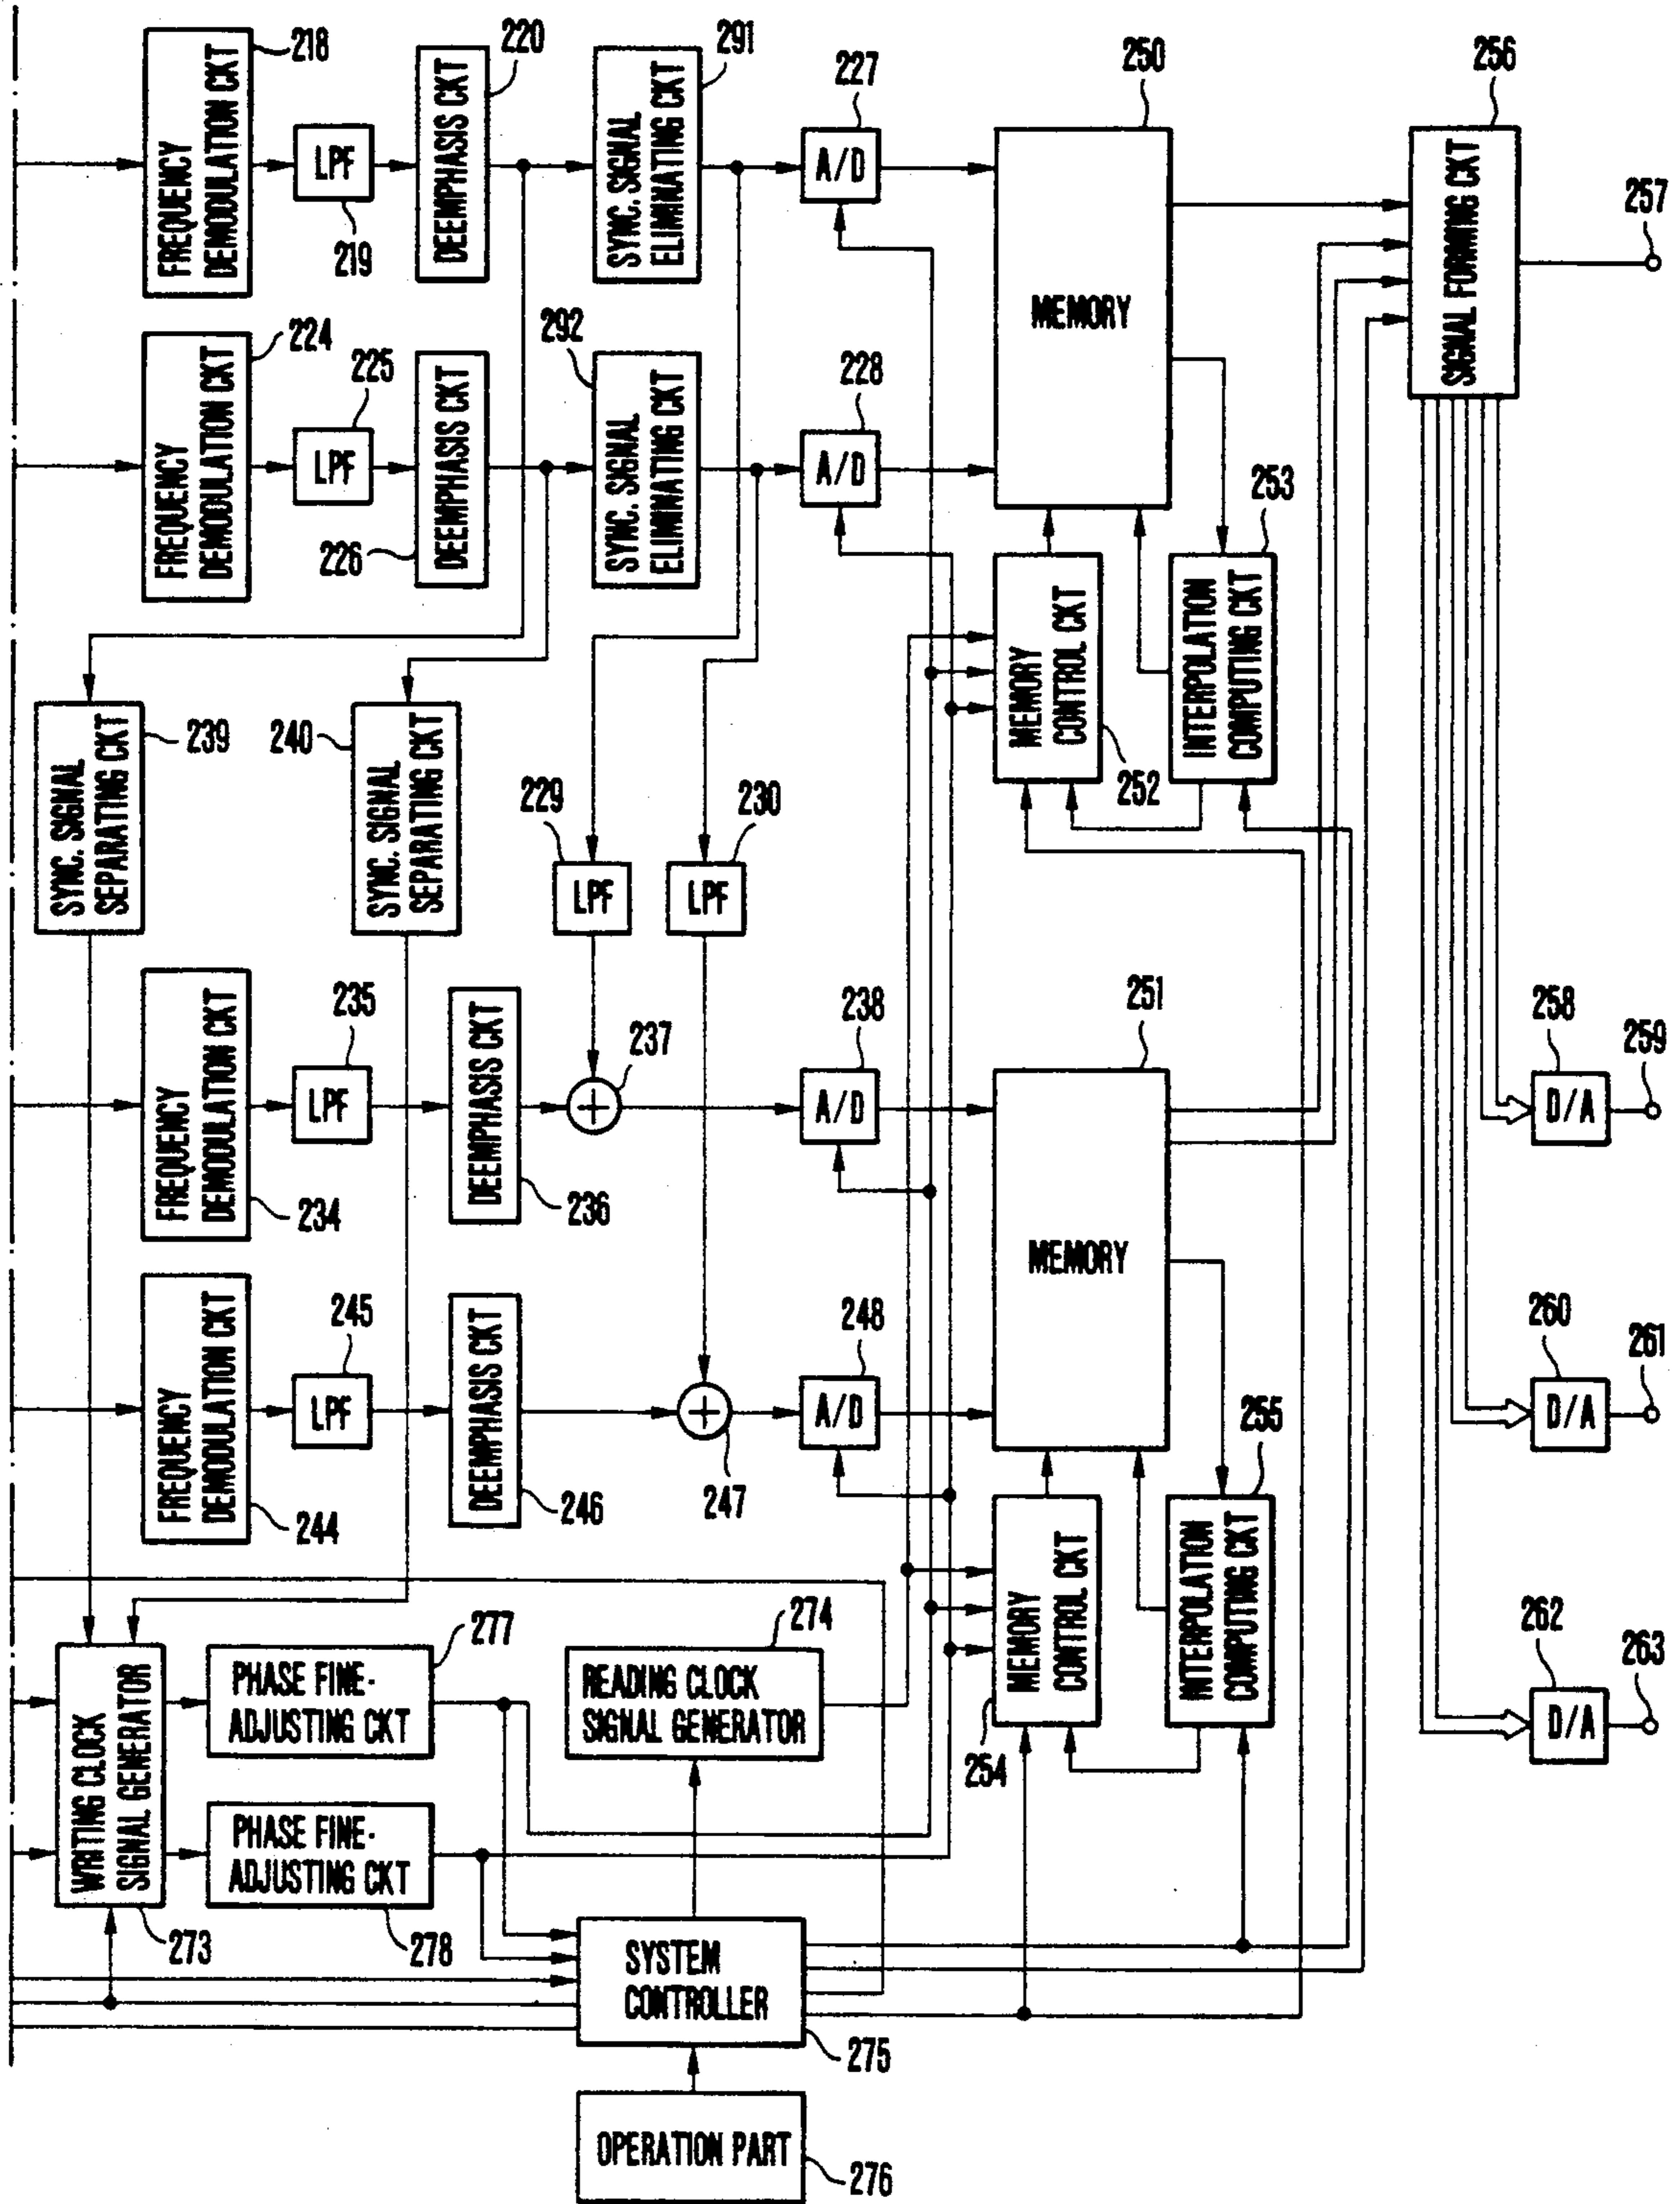 FREQUENCY
DEMODULATION CKT
218
LPF
219
DEEMPHASIS CKT
220
SYNC. SIGNAL
ELIMINATING CKT
291
A/D
227
MEMORY
250
SIGNAL FORMING CKT
256
257
FREQUENCY
DEMODULATION CKT
224
LPF
225
DEEMPHASIS CKT
226
SYNC. SIGNAL
ELIMINATING CKT
292
A/D
228
MEMORY
CONTROL CKT
252
INTERPOLATION
COMPUTING CKT
253
SYNC. SIGNAL
SEPARATING CKT
239
SYNC. SIGNAL
SEPARATING CKT
240
LPF
229
LPF
230
FREQUENCY
DEMODULATION CKT
234
LPF
235
DEEMPHASIS CKT
236
+
237
A/D
238
MEMORY
251
D/A
258
259
FREQUENCY
DEMODULATION CKT
244
LPF
245
DEEMPHASIS CKT
246
+
247
A/D
248
MEMORY
CONTROL CKT
254
INTERPOLATION
COMPUTING CKT
255
D/A
260
261
D/A
262
263
WRITING CLOCK
SIGNAL GENERATOR
273
PHASE FINE-
ADJUSTING CKT
277
PHASE FINE-
ADJUSTING CKT
278
READING CLOCK
SIGNAL GENERATOR
274
SYSTEM
CONTROLLER
275
OPERATION PART
276